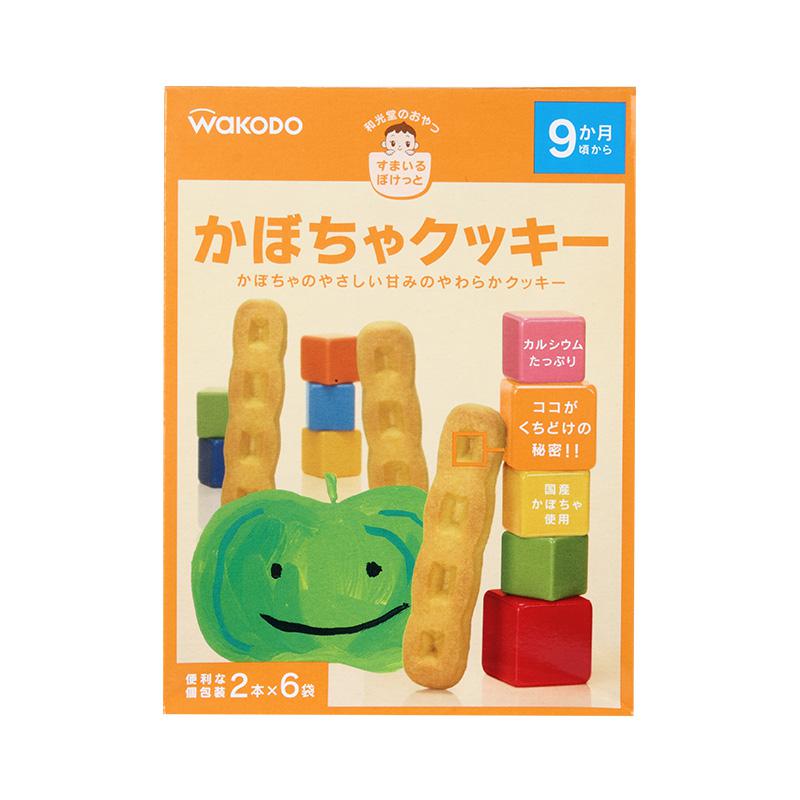 WAKODO
和光堂のおやつ
すまいる
ぽけっと
9か月
頃から
かぼちゃクッキー
かぼちゃのやさしい甘みのやわらかクッキー
カルシウム
たっぷり
ココが
くちどけの
秘密!!
国産
かぼちゃ
使用
便利な
個包装
2本×6袋